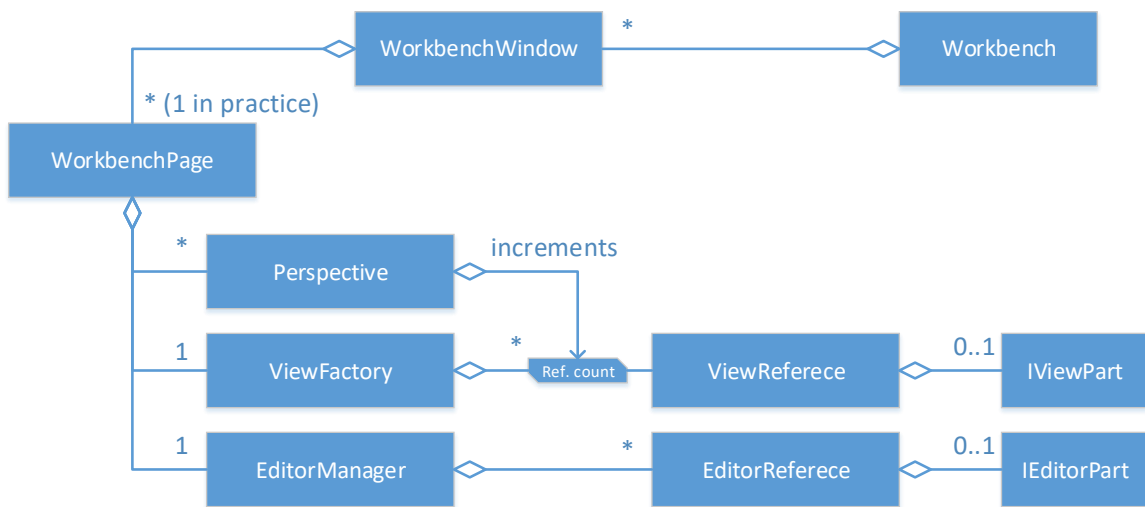 WorkbenchWindow
*
Workbench
* (1 in practice)
WorkbenchPage
*
Perspective
increments
1
ViewFactory
*
Ref. count
ViewReferece
0..1
IViewPart
1
EditorManager
*
EditorReferece
0..1
IEditorPart